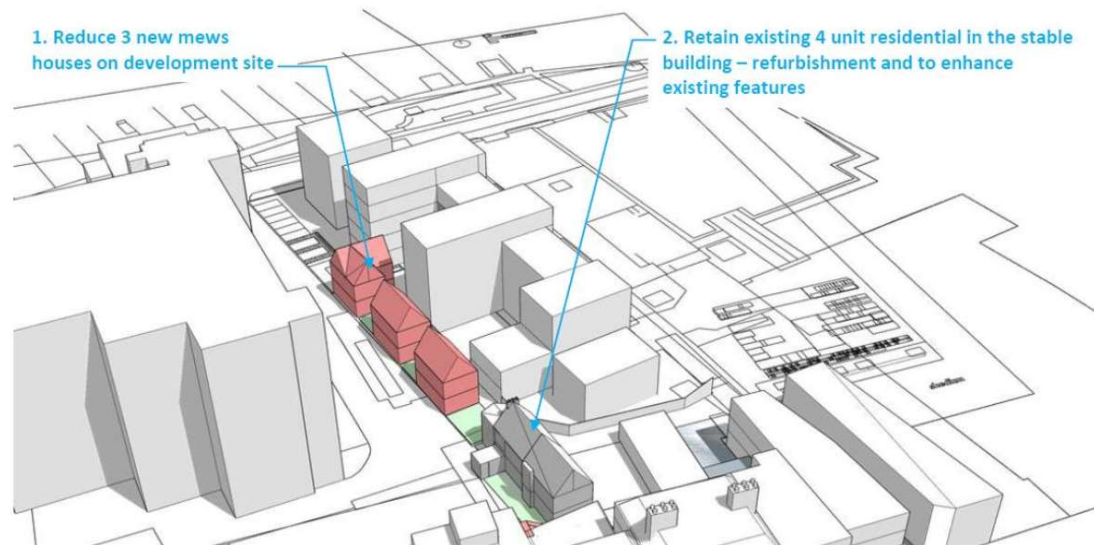 1. Reduce 3 new mews
houses on development site
2. Retain existing 4 unit residential in the stable
building – refurbishment and to enhance
existing features